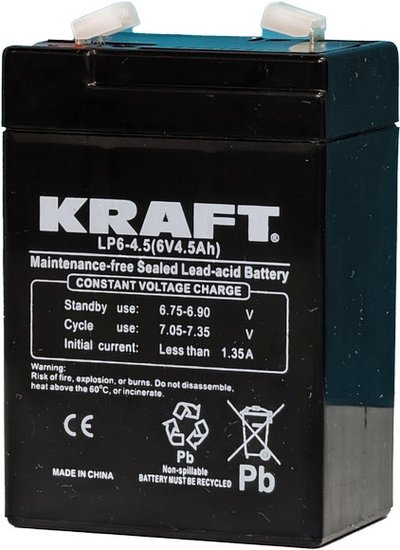 KRAFT®
LP6-4.5(6V4.5Ah)
Maintenance-free Sealed Lead-acid Battery
CONSTANT VOLTAGE CHARGE
Standby use: 6.75-6.90 V
Cycle use: 7.05-7.35 V
Initial current: Less than 1.35A
Warning:
Risk of fire, explosion, or burns. Do not disassemble,
heat above the 60°C, or incinerate.
CE
Pb
Pb
Non-spillable
MADE IN CHINA
BATTERY MUST BE RECYCLED